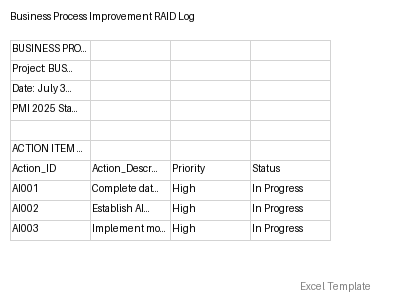 Business Process Improvement RAID Log
BUSINESS PRO...
Project: BUS...
Date: July 3...
PMI 2025 Sta...
ACTION ITEM ...
Action_ID Action_Descr... Priority Status
AI001 Complete dat... High In Progress
AI002 Establish AI... High In Progress
AI003 Implement mo... High In Progress
Excel Template